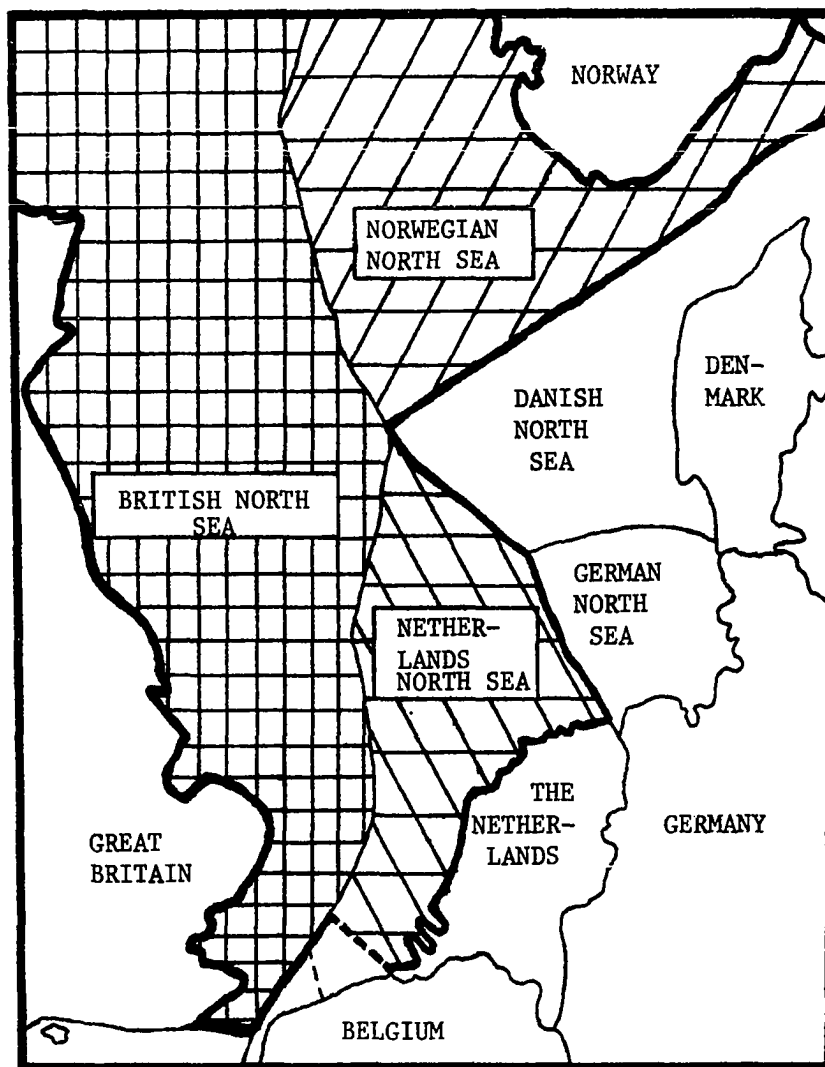 NORWAY
NORWEGIAN
NORTH SEA
DEN-
MARK
DANISH
NORTH
SEA
BRITISH NORTH
SEA
GERMAN
NORTH
SEA
NETHER-
LANDS
NORTH SEA
THE
NETHER-
LANDS
GERMANY
GREAT
BRITAIN
BELGIUM